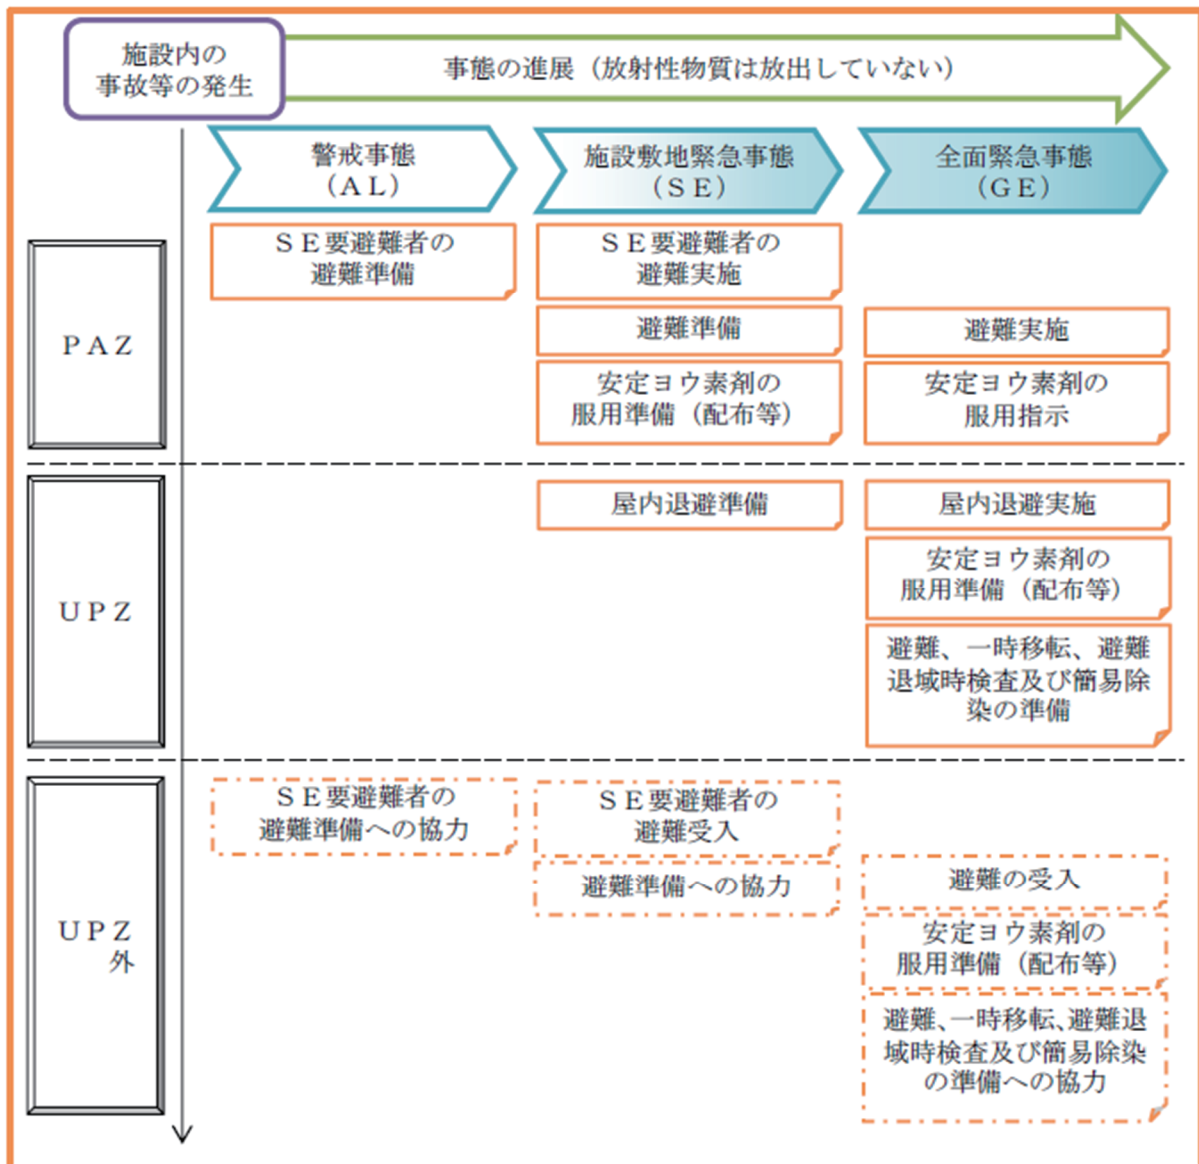 施設内の
事故等の発生
事態の進展（放射性物質は放出していない）
警戒事態
（ＡＬ）
施設敷地緊急事態
（ＳＥ）
全面緊急事態
（ＧＥ）
ＰＡＺ
ＳＥ要避難者の
避難準備
ＳＥ要避難者の
避難実施
避難準備
避難実施
安定ヨウ素剤の
服用準備（配布等）
安定ヨウ素剤の
服用指示
ＵＰＺ
屋内退避準備
屋内退避実施
安定ヨウ素剤の
服用準備（配布等）
避難、一時移転、避難
退域時検査及び簡易除
染の準備
ＵＰＺ
外
ＳＥ要避難者の
避難準備への協力
ＳＥ要避難者の
避難受入
避難準備への協力
避難の受入
安定ヨウ素剤の
服用準備（配布等）
避難、一時移転、避難退
域時検査及び簡易除染
の準備への協力